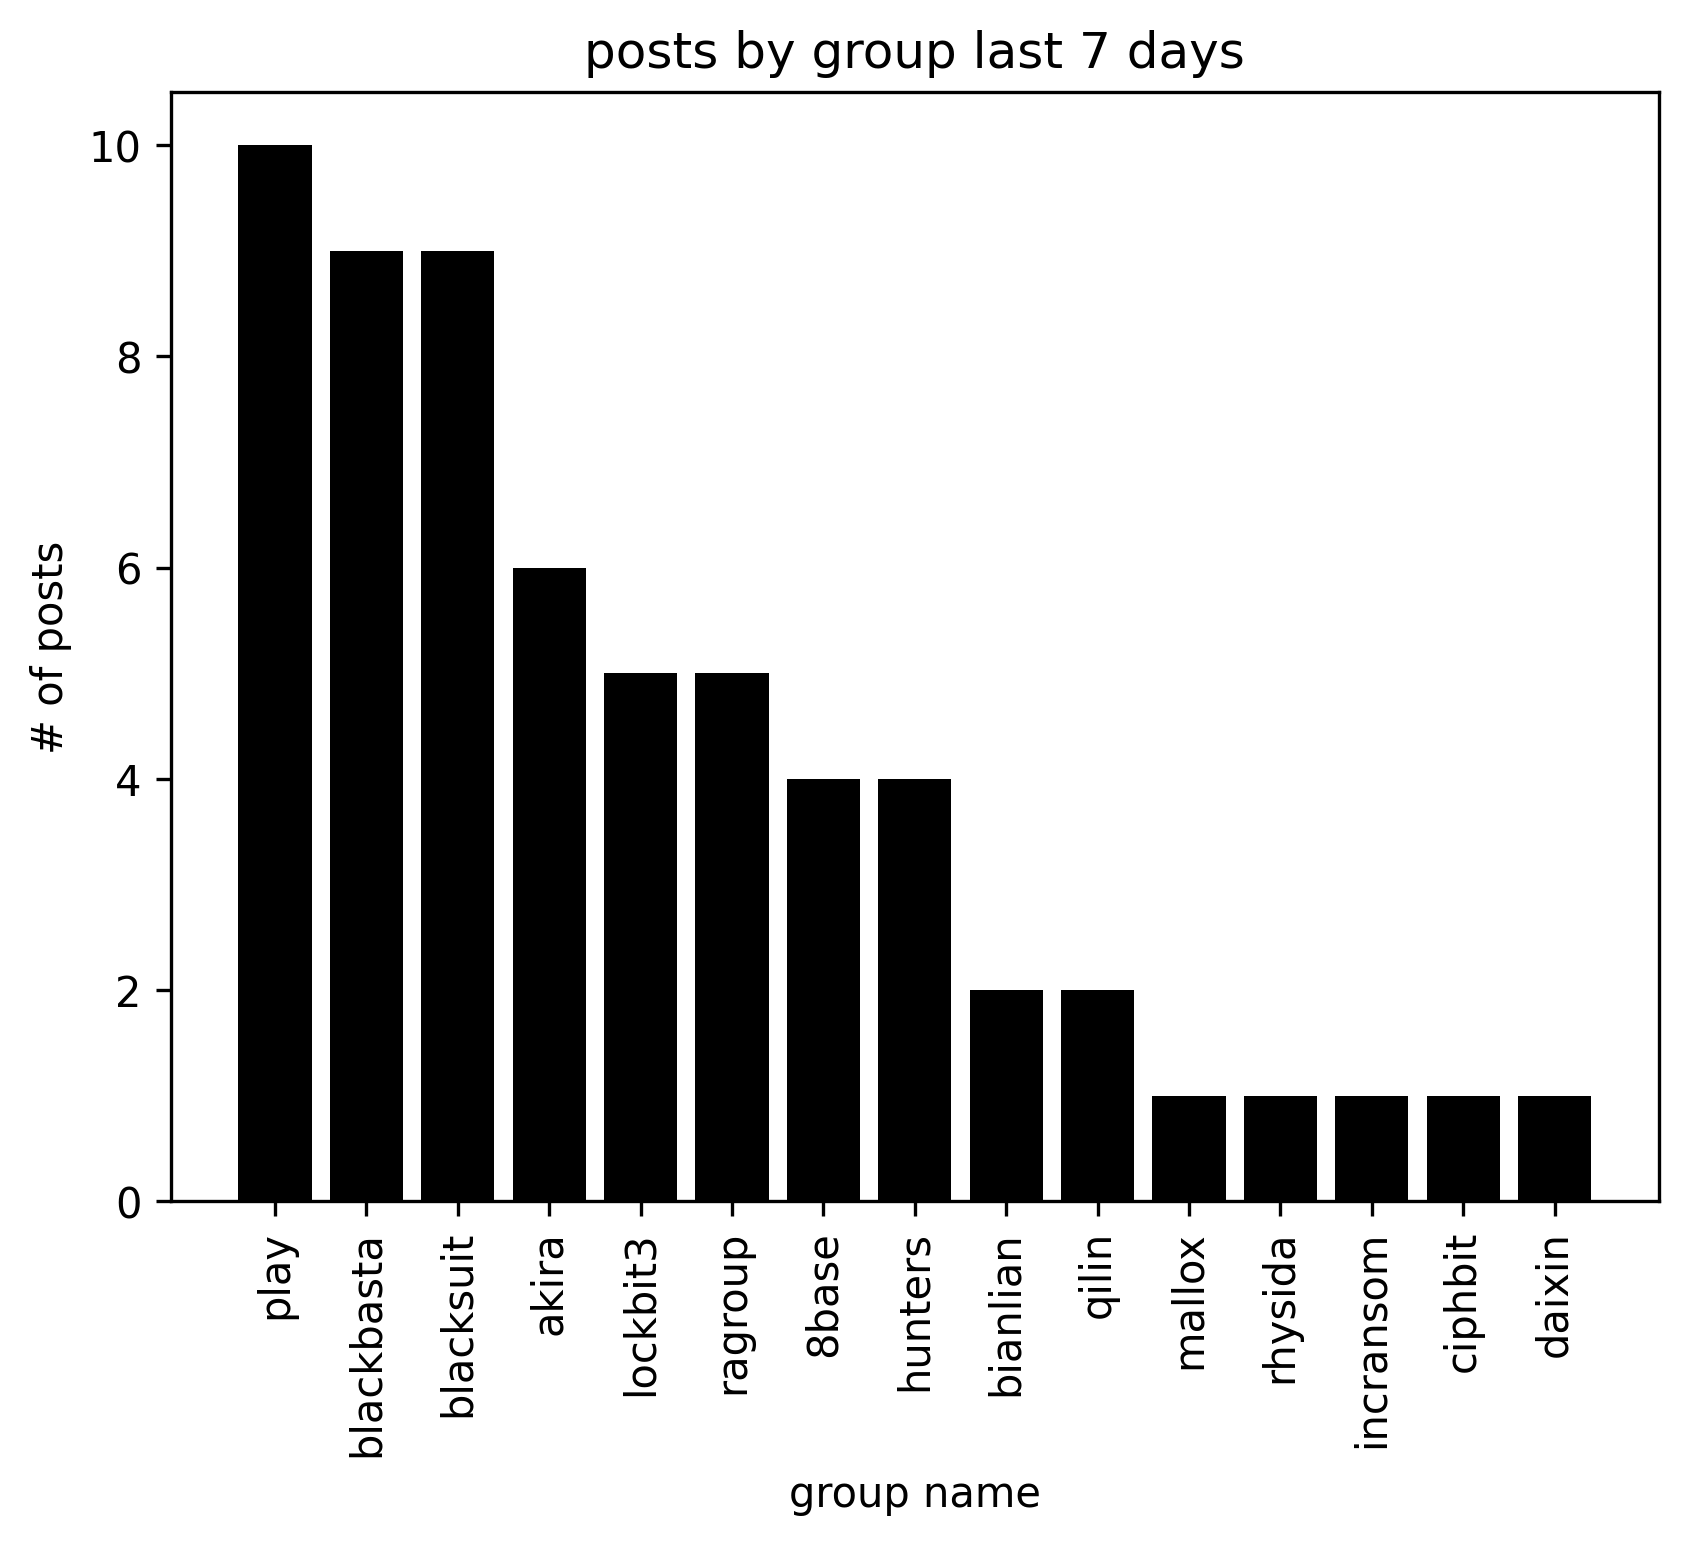 posts by group last 7 days
10
8
6
4
2
0
# of posts
play
blackbasta
blacksuit
akira
lockbit3
ragroup
8base
hunters
bianlian
qilin
mallox
rhysida
incransom
ciphbit
daixin
group name